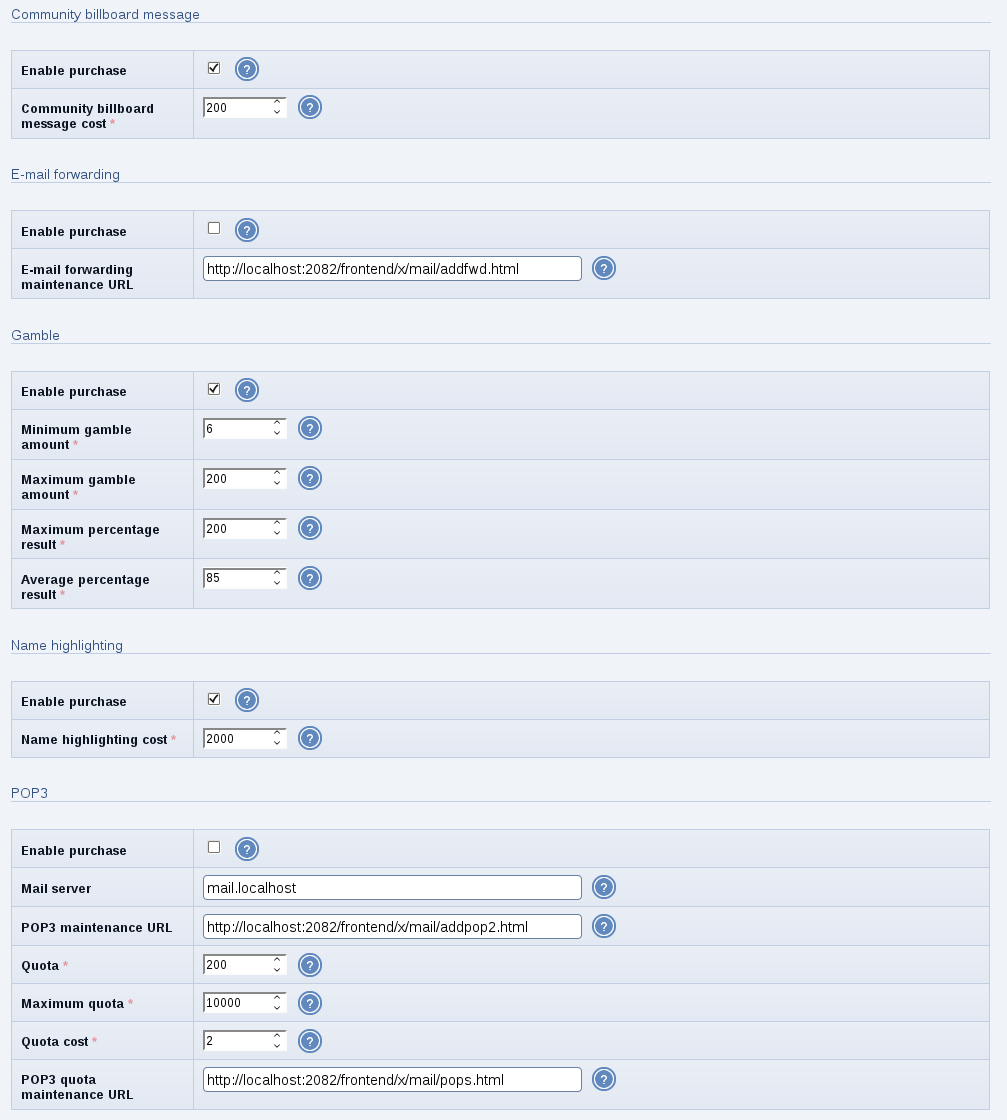 Community billboard message
Enable purchase
?
Community billboard
message cost *
200
?
E-mail forwarding
Enable purchase
?
E-mail forwarding
maintenance URL
http://localhost:2082/frontend/x/mail/addfwd.html
?
Gamble
Enable purchase
?
Minimum gamble
amount *
6
?
Maximum gamble
amount *
200
?
Maximum percentage
result *
200
?
Average percentage
result *
85
?
Name highlighting
Enable purchase
?
Name highlighting cost *
2000
?
POP3
Enable purchase
?
Mail server
mail.localhost
?
POP3 maintenance URL
http://localhost:2082/frontend/x/mail/addpop2.html
?
Quota *
200
?
Maximum quota *
10000
?
Quota cost *
2
?
POP3 quota
maintenance URL
http://localhost:2082/frontend/x/mail/pops.html
?